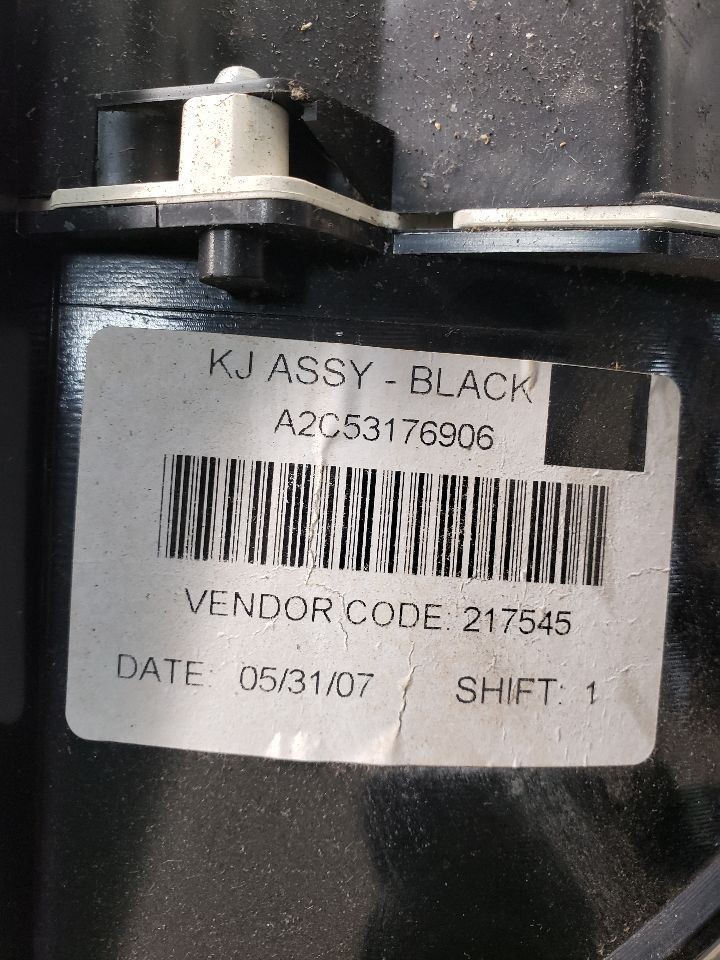 KJ ASSY - BLACK
A2C53176906
VENDOR CODE: 217545
DATE: 05/31/07 SHIFT: 1